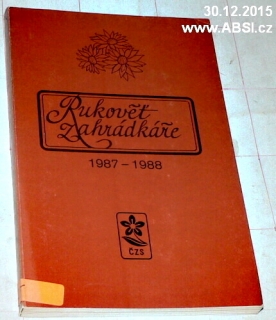 30.12.2015
www.ABSI.cz
Rukověť
zahrádkáře
1987 - 1988
ČZS